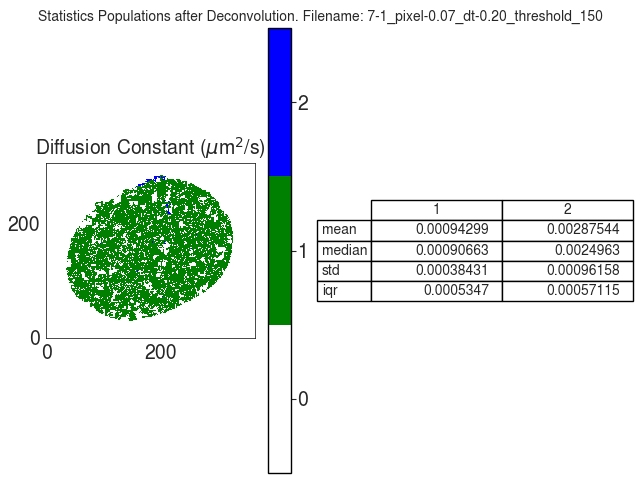 Statistics Populations after Deconvolution. Filename: 7-1_pixel-0.07_dt-0.20_threshold_150
Diffusion Constant (μm²/s)
200
0
0 200
2
1
0
1 2
mean 0.00094299 0.00287544
median 0.00090663 0.0024963
std 0.00038431 0.00096158
iqr 0.0005347 0.00057115